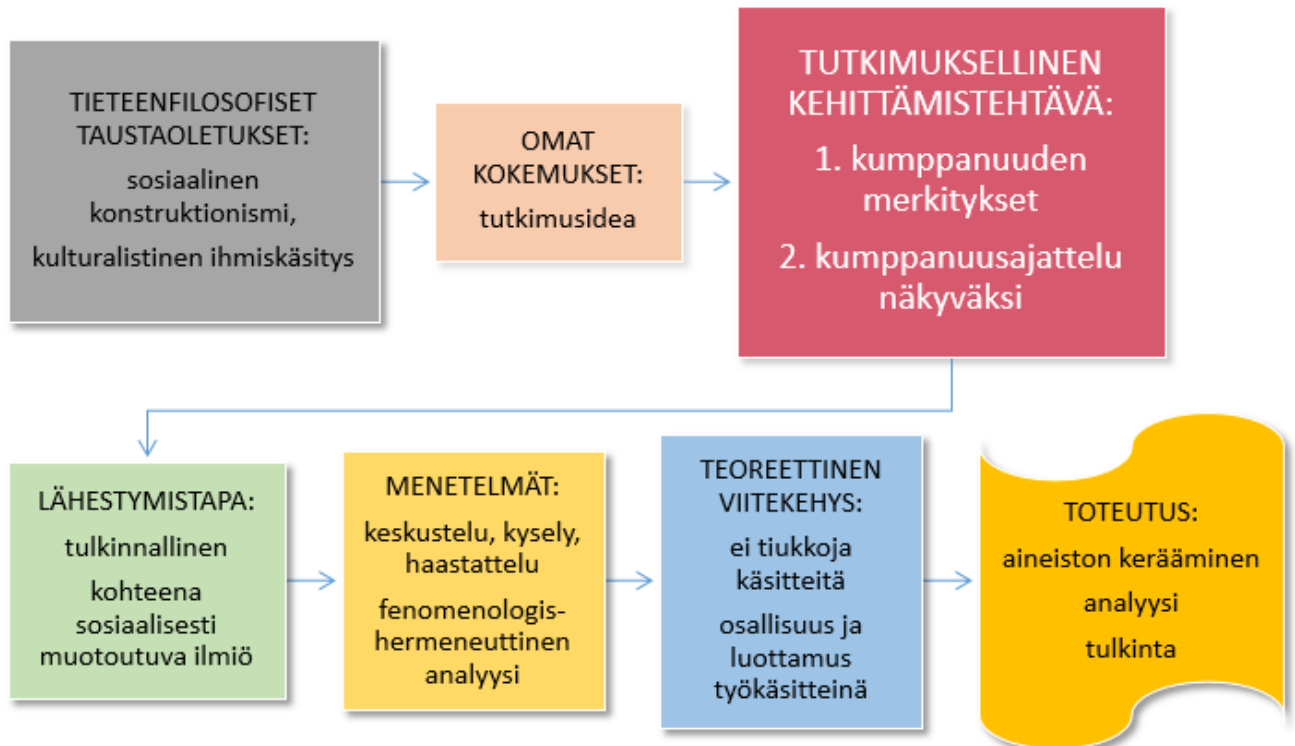 TIETEENFILOSOFISET
TAUSTAOLETUKSET:
sosiaalinen
konstruktionismi,
kulturalistinen ihmiskäsitys
OMAT
KOKEMUKSET:
tutkimusidea
TUTKIMUKSELLINEN
KEHITTÄMISTEHTÄVÄ:
1. kumppanuuden
merkitykset
2. kumppanuusajattelu
näkyväksi
LÄHESTYMISTAPA:
tulkinnallinen
kohteena
sosiaalisesti
muotoutuva ilmiö
MENETELMÄT:
keskustelu, kysely,
haastattelu
fenomenologis-
hermeneuttinen
analyysi
TEOREETTINEN
VIITEKEHYS:
ei tiukkoja
käsitteitä
osallisuus ja
luottamus
työkäsitteinä
TOTEUTUS:
aineiston kerääminen
analyysi
tulkinta